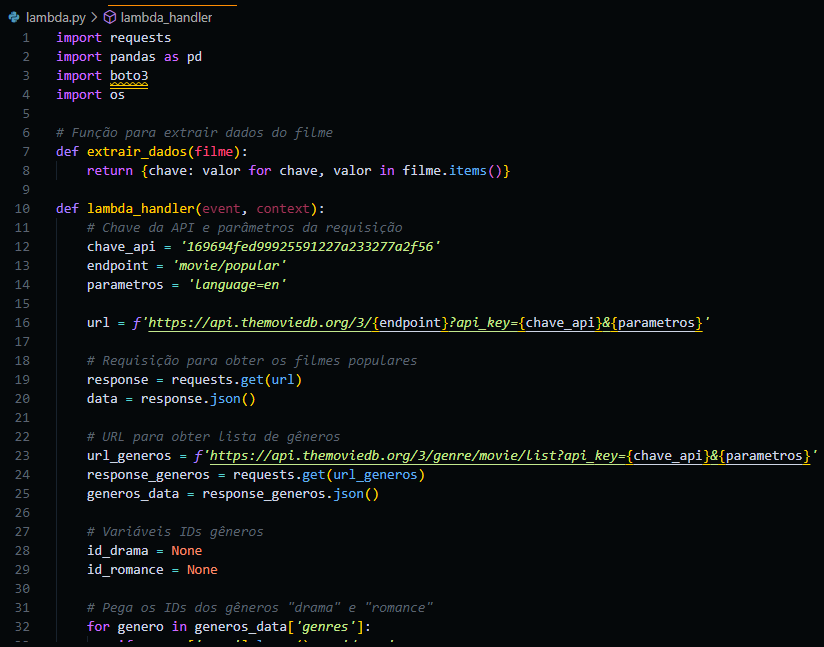 lambda.py > lambda_handler
1 import requests
2 import pandas as pd
3 import boto3
4 import os
5
6 # Função para extrair dados do filme
7 def extrair_dados(filme):
8 return {chave: valor for chave, valor in filme.items()}
9
10 def lambda_handler(event, context):
11 # Chave da API e parâmetros da requisição
12 chave_api = '169694fed99925591227a233277a2f56'
13 endpoint = 'movie/popular'
14 parametros = 'language=en'
15
16 url = f'https://api.themoviedb.org/3/{endpoint}?api_key={chave_api}&{parametros}'
17
18 # Requisição para obter os filmes populares
19 response = requests.get(url)
20 data = response.json()
21
22 # URL para obter lista de gêneros
23 url_generos = f'https://api.themoviedb.org/3/genre/movie/list?api_key={chave_api}&{parametros}'
24 response_generos = requests.get(url_generos)
25 generos_data = response_generos.json()
26
27 # Variáveis IDs gêneros
28 id_drama = None
29 id_romance = None
30
31 # Pega os IDs dos gêneros "drama" e "romance"
32 for genero in generos_data['genres']: